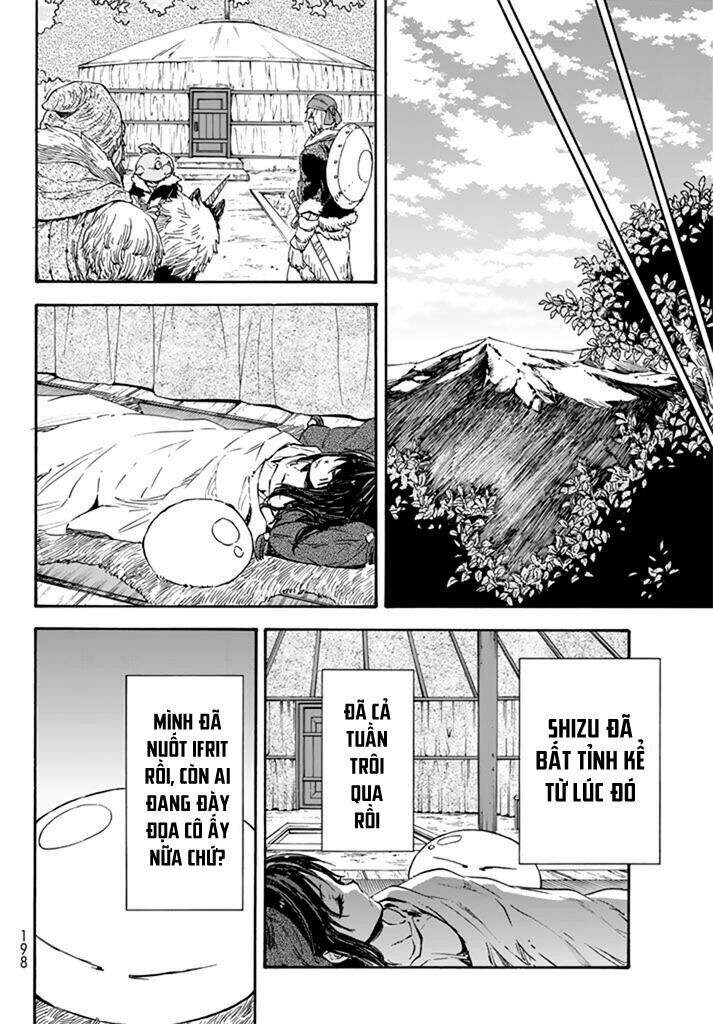 SHIZU ĐÃ
BẤT TỈNH KỂ
TỪ LÚC ĐÓ
ĐÃ CẢ
TUẦN
TRÔI
QUA
RỒI
MÌNH ĐÃ
NUỐT IFRIT
RỒI, CÒN AI
ĐANG ĐÀY
ĐỌA CÔ ẤY
NỮA CHỨ?
198